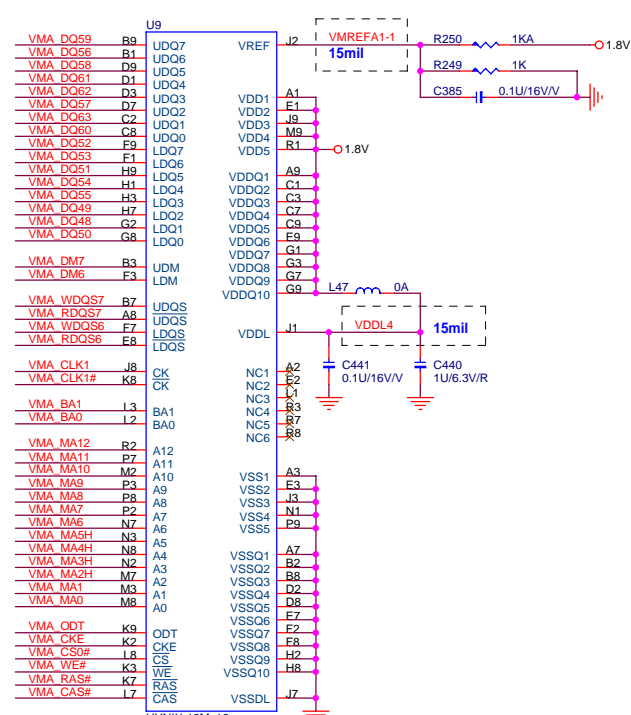 U9
VMA_DQ59 B9 UDQ7 VREF J2 VMREFA1-1 R250 1KA 1.8V
VMA_DQ56 B1 UDQ6 15mil
VMA_DQ58 D9 UDQ5 R249 1K
VMA_DQ61 D1 UDQ4
VMA_DQ62 D3 UDQ3 VDD1 A1 C385 0.1U/16V/V
VMA_DQ57 D7 UDQ2 VDD2 E1
VMA_DQ63 C2 UDQ1 VDD3 J9
VMA_DQ60 C8 UDQ0 VDD4 M9
VMA_DQ52 F9 LDQ7 VDD5 R1 1.8V
VMA_DQ53 F1 LDQ6
VMA_DQ51 H9 LDQ5 VDDQ1 A9
VMA_DQ54 H1 LDQ4 VDDQ2 C1
VMA_DQ55 H3 LDQ3 VDDQ3 C3
VMA_DQ49 H7 LDQ2 VDDQ4 C7
VMA_DQ48 G2 LDQ1 VDDQ5 C9
VMA_DQ50 G8 LDQ0 VDDQ6 E9
VDDQ7 G1
VMA_DM7 B3 UDM VDDQ8 G3
VMA_DM6 F3 LDM VDDQ9 G7
VDDQ10 G9 L47 0A
VMA_WDQS7 B7 UDQS
VMA_RDQS7 A8 UDQS
VMA_WDQS6 F7 LDQS VDDL J1 VDDL4 15mil
VMA_RDQS6 E8 LDQS
VMA_CLK1 J8 CK NC1 A2 C441 C440
VMA_CLK1# K8 CK NC2 E2 0.1U/16V/V 1U/6.3V/R
NC3 L1
VMA_BA1 L3 BA1 NC4 R3
VMA_BA0 L2 BA0 NC5 R7
NC6 R8
VMA_MA12 R2 A12
VMA_MA11 P7 A11
VMA_MA10 M2 A10 VSS1 A3
VMA_MA9 P3 A9 VSS2 E3
VMA_MA8 P8 A8 VSS3 J3
VMA_MA7 P2 A7 VSS4 N1
VMA_MA6 N7 A6 VSS5 P9
VMA_MA5H N3 A5
VMA_MA4H N8 A4 VSSQ1 A7
VMA_MA3H N2 A3 VSSQ2 B2
VMA_MA2H M7 A2 VSSQ3 B8
VMA_MA1 M3 A1 VSSQ4 D2
VMA_MA0 M8 A0 VSSQ5 D8
VSSQ6 E7
VMA_ODT K9 ODT VSSQ7 F2
VMA_CKE K2 CKE VSSQ8 F8
VMA_CS0# L8 CS VSSQ9 H2
VMA_WE# K3 WE VSSQ10 H8
VMA_RAS# K7 RAS
VMA_CAS# L7 CAS VSSDL J7